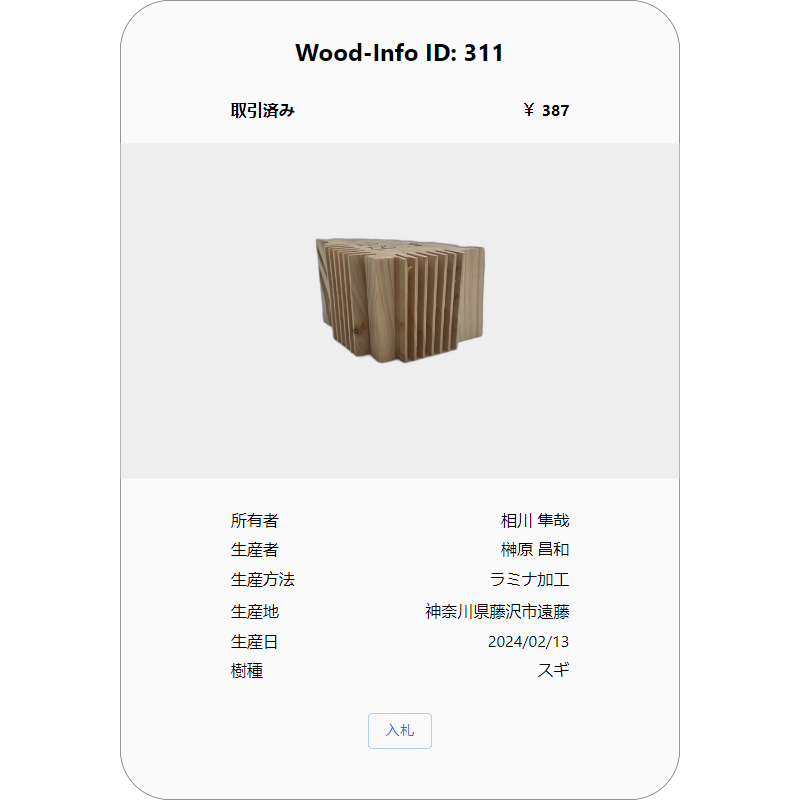 Wood-Info ID: 311
取引済み ￥ 387
所有者 相川 隼哉
生産者 榊原 昌和
生産方法 ラミナ加工
生産地 神奈川県藤沢市遠藤
生産日 2024/02/13
樹種 スギ
入札